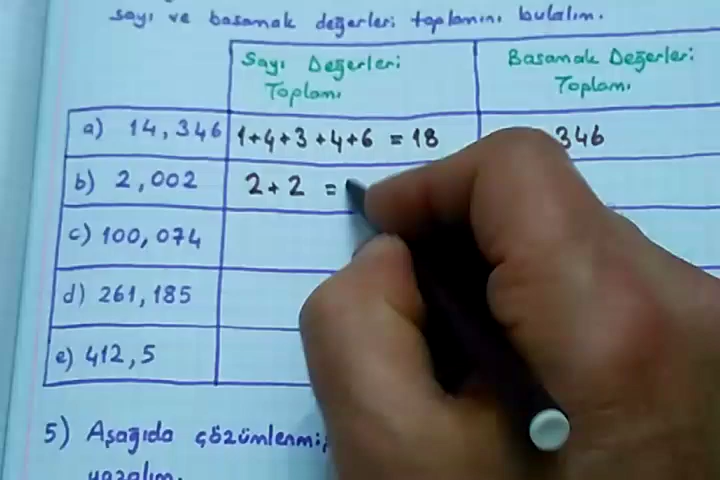 sayı ve basamak değerleri toplamını bulalım.
Sayı Değerleri Toplamı
Basamak Değerleri Toplamı
a) 14,346 1+4+3+4+6 = 18 346
b) 2,002 2+2 =
c) 100,074
d) 261,185
e) 412,5
5) Aşağıda çözümlenmiş
yazalım.